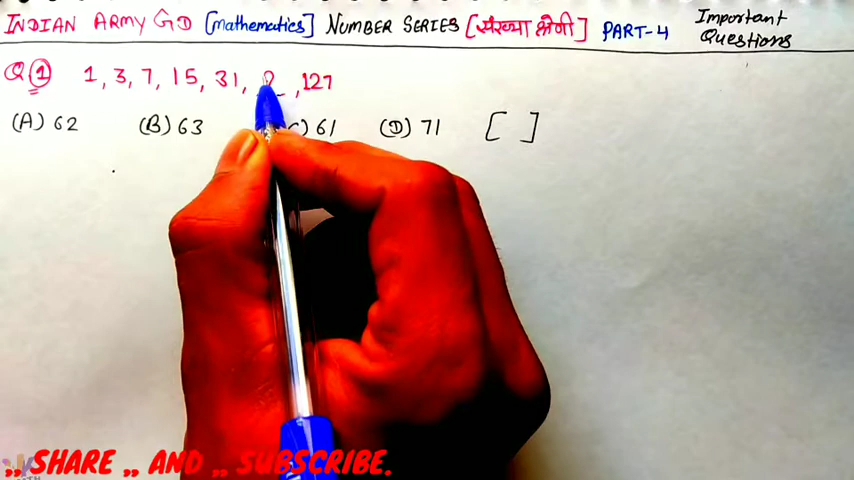 INDIAN ARMY GD [mathematics] NUMBER SERIES [संख्या श्रेणी] PART-4 Important Questions
Q (1) 1, 3, 7, 15, 31, ?, 127
(A) 62 (B) 63 C) 61 (D) 71 [ ]
,, SHARE ,, AND ,, SUBSCRIBE.